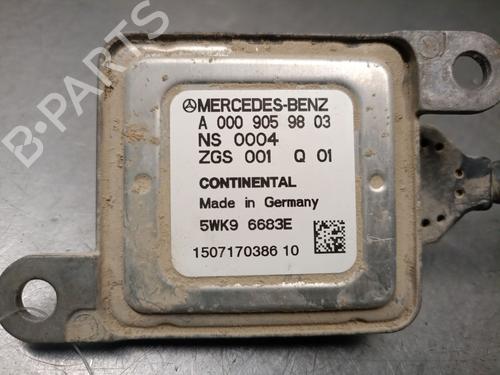 B-PARTS
MERCEDES-BENZ
A 000 905 98 03
NS 0004
ZGS 001 Q 01
CONTINENTAL
Made in Germany
5WK9 6683E
1507170386 10